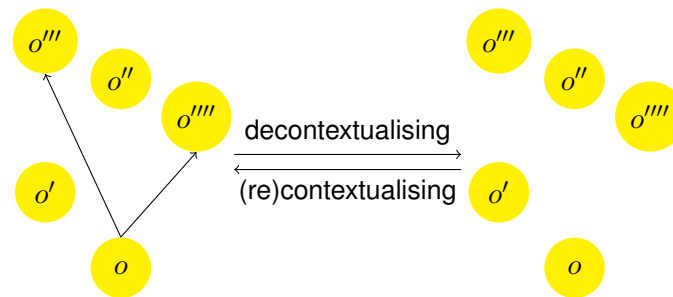 o′′′ o′′′
o′′ o′′
o′′′′ o′′′′
decontextualising
(re)contextualising
o′ o′
o o